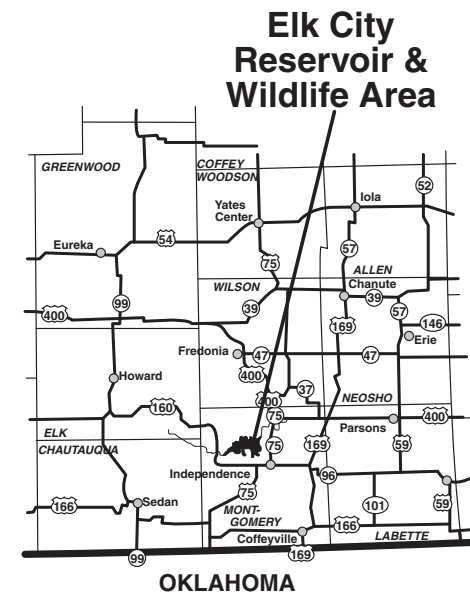 Elk City
Reservoir &
Wildlife Area
GREENWOOD
COFFEY
WOODSON
52
Yates
Center
Iola
Eureka
54
57
75
ALLEN
WILSON
Chanute
99
39
39
57
400
169
146
Erie
Fredonia
47
47
400
Howard
37
400
NEOSHO
160
75
400
Parsons
ELK
75
169
59
CHAUTAUQUA
Independence
96
75
166
Sedan
101
59
MONT-
GOMERY
166
Coffeyville
LABETTE
99
169
OKLAHOMA